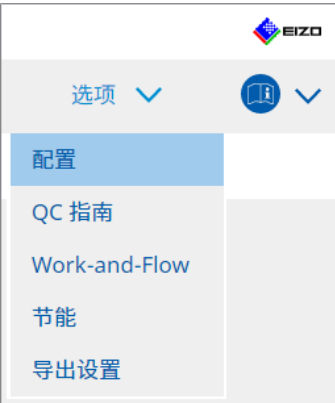 EIZO
选项
配置
QC 指南
Work-and-Flow
节能
导出设置